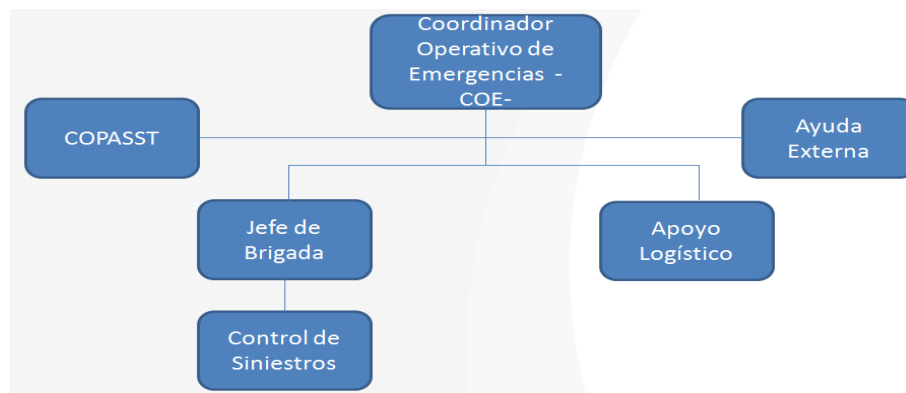 Coordinador
Operativo de
Emergencias -
COE-
COPASST
Ayuda
Externa
Jefe de
Brigada
Apoyo
Logístico
Control de
Siniestros